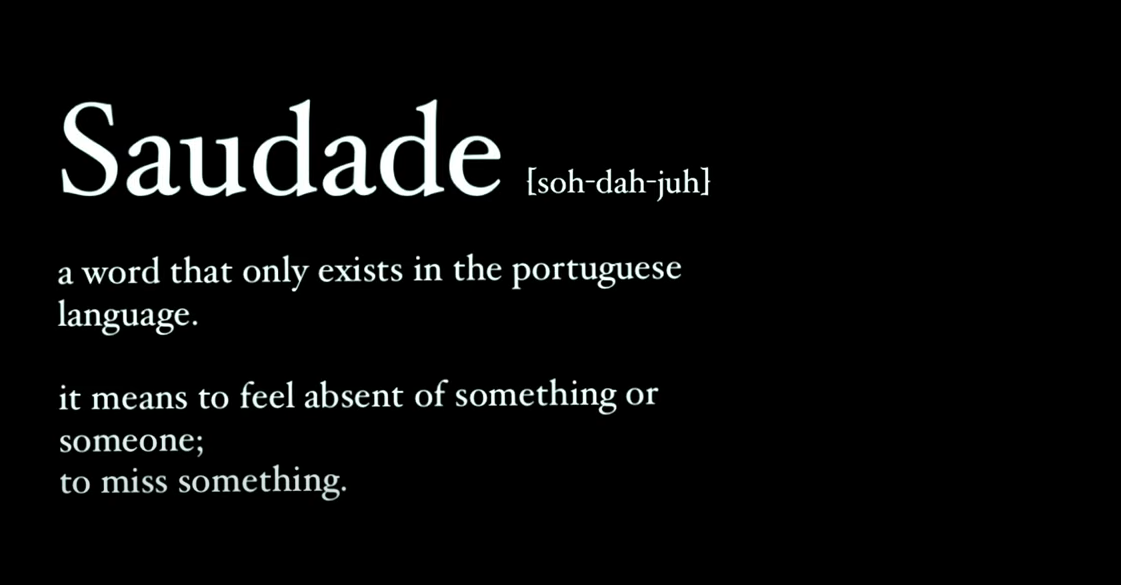 Saudade [soh-dah-juh]
a word that only exists in the portuguese
language.
it means to feel absent of something or
someone;
to miss something.